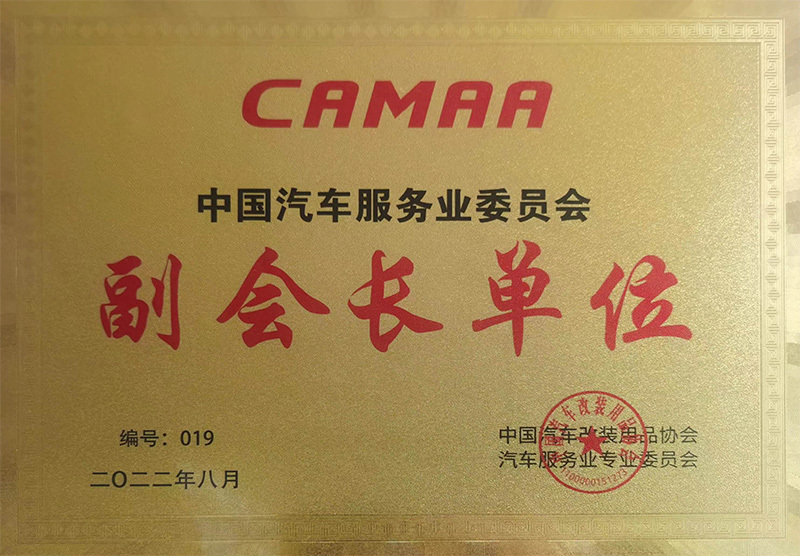 CAMAA
中国汽车服务业委员会
副会长单位
编号：019
二〇二二年八月
中国汽车改装用品协会
汽车服务业专业委员会